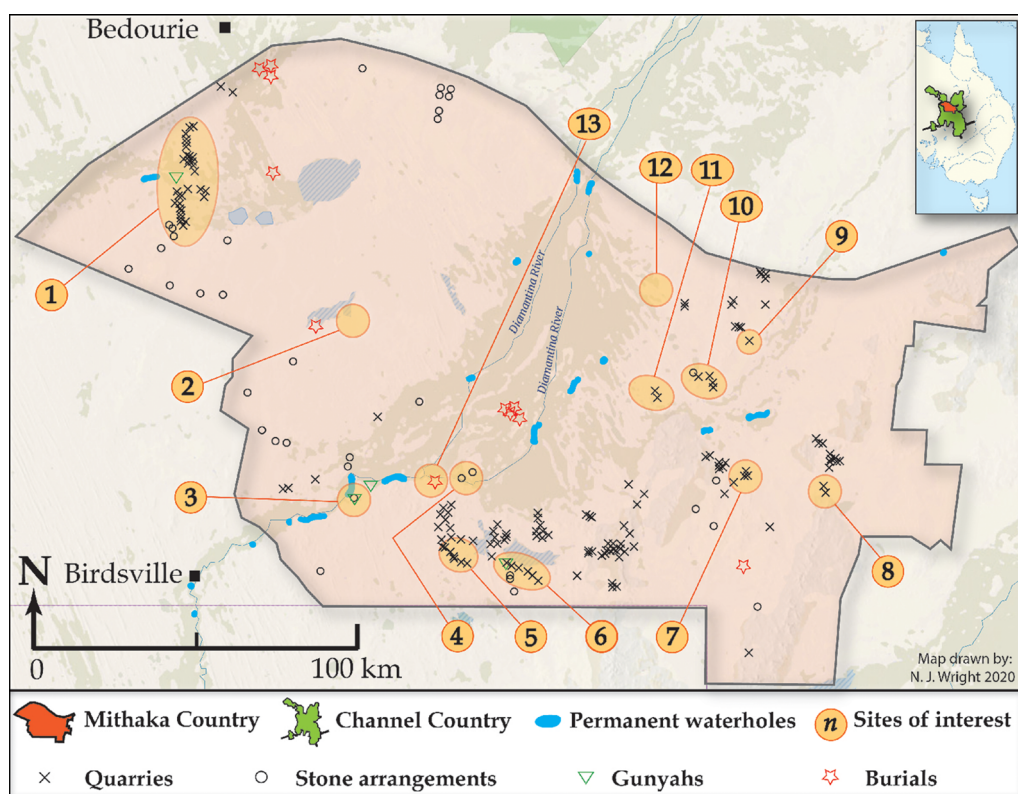 Bedourie
13
12
11
10
9
1
Diamantina River
Diamantina River
2
3
8
N
Birdsville
4
5
6
7
0
100 km
Map drawn by:
N. J. Wright 2020
Mithaka Country
Channel Country
Permanent waterholes
n
Sites of interest
Quarries
Stone arrangements
Gunyahs
Burials